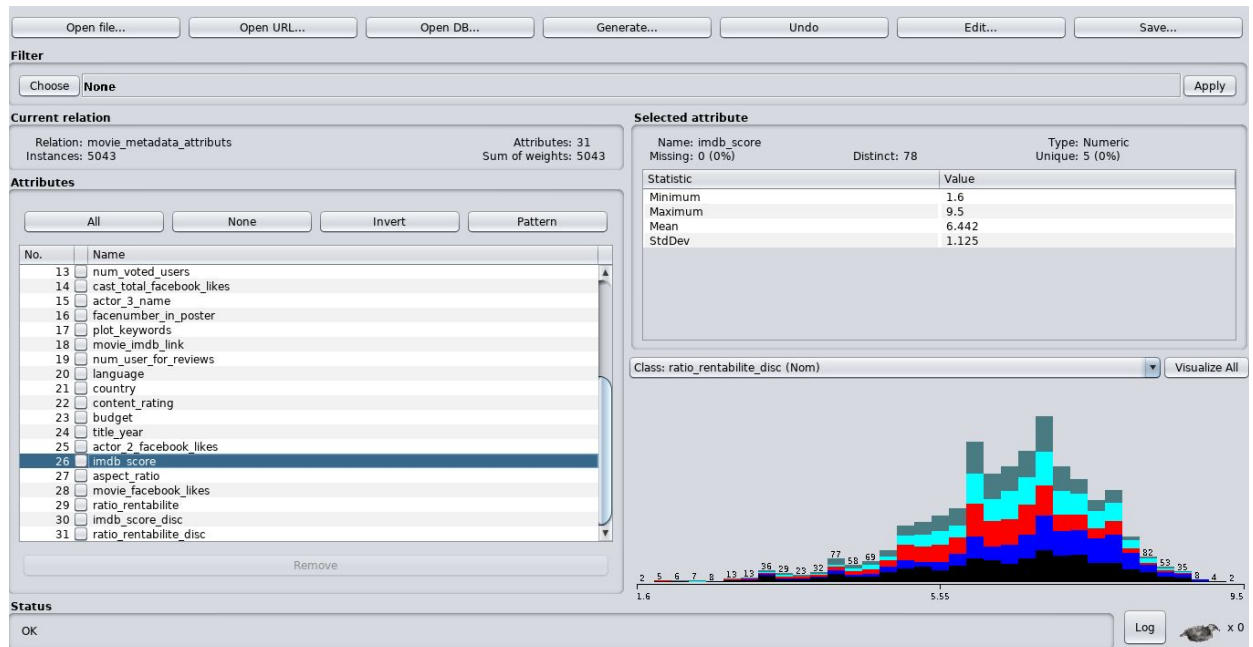 Open file... Open URL... Open DB... Generate... Undo Edit... Save...
Filter
Choose None Apply
Current relation
Relation: movie_metadata_attributs Attributes: 31
Instances: 5043 Sum of weights: 5043
Attributes
All None Invert Pattern
No. Name
13 num_voted_users
14 cast_total_facebook_likes
15 actor_3_name
16 facenumber_in_poster
17 plot_keywords
18 movie_imdb_link
19 num_user_for_reviews
20 language
21 country
22 content_rating
23 budget
24 title_year
25 actor_2_facebook_likes
26 imdb_score
27 aspect_ratio
28 movie_facebook_likes
29 ratio_rentabilite
30 imdb_score_disc
31 ratio_rentabilite_disc
Remove
Selected attribute
Name: imdb_score Type: Numeric
Missing: 0 (0%) Distinct: 78 Unique: 5 (0%)
Statistic Value
Minimum 1.6
Maximum 9.5
Mean 6.442
StdDev 1.125
Class: ratio_rentabilite_disc (Nom) Visualize All
2 5 6 7 8 13 13 36 29 23 32 77 58 69 82 53 35 8 4 2
1.6 5.55 9.5
Status
OK
Log x 0